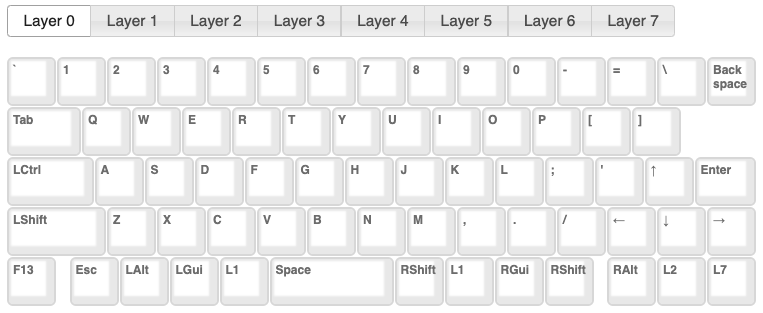 Layer 0 Layer 1 Layer 2 Layer 3 Layer 4 Layer 5 Layer 6 Layer 7
` 1 2 3 4 5 6 7 8 9 0 - = \ Back
space
Tab Q W E R T Y U I O P [ ]
LCtrl A S D F G H J K L ; ' ↑ Enter
LShift Z X C V B N M , . / ← ↓ →
F13 Esc LAlt LGui L1 Space RShift L1 RGui RShift RAlt L2 L7